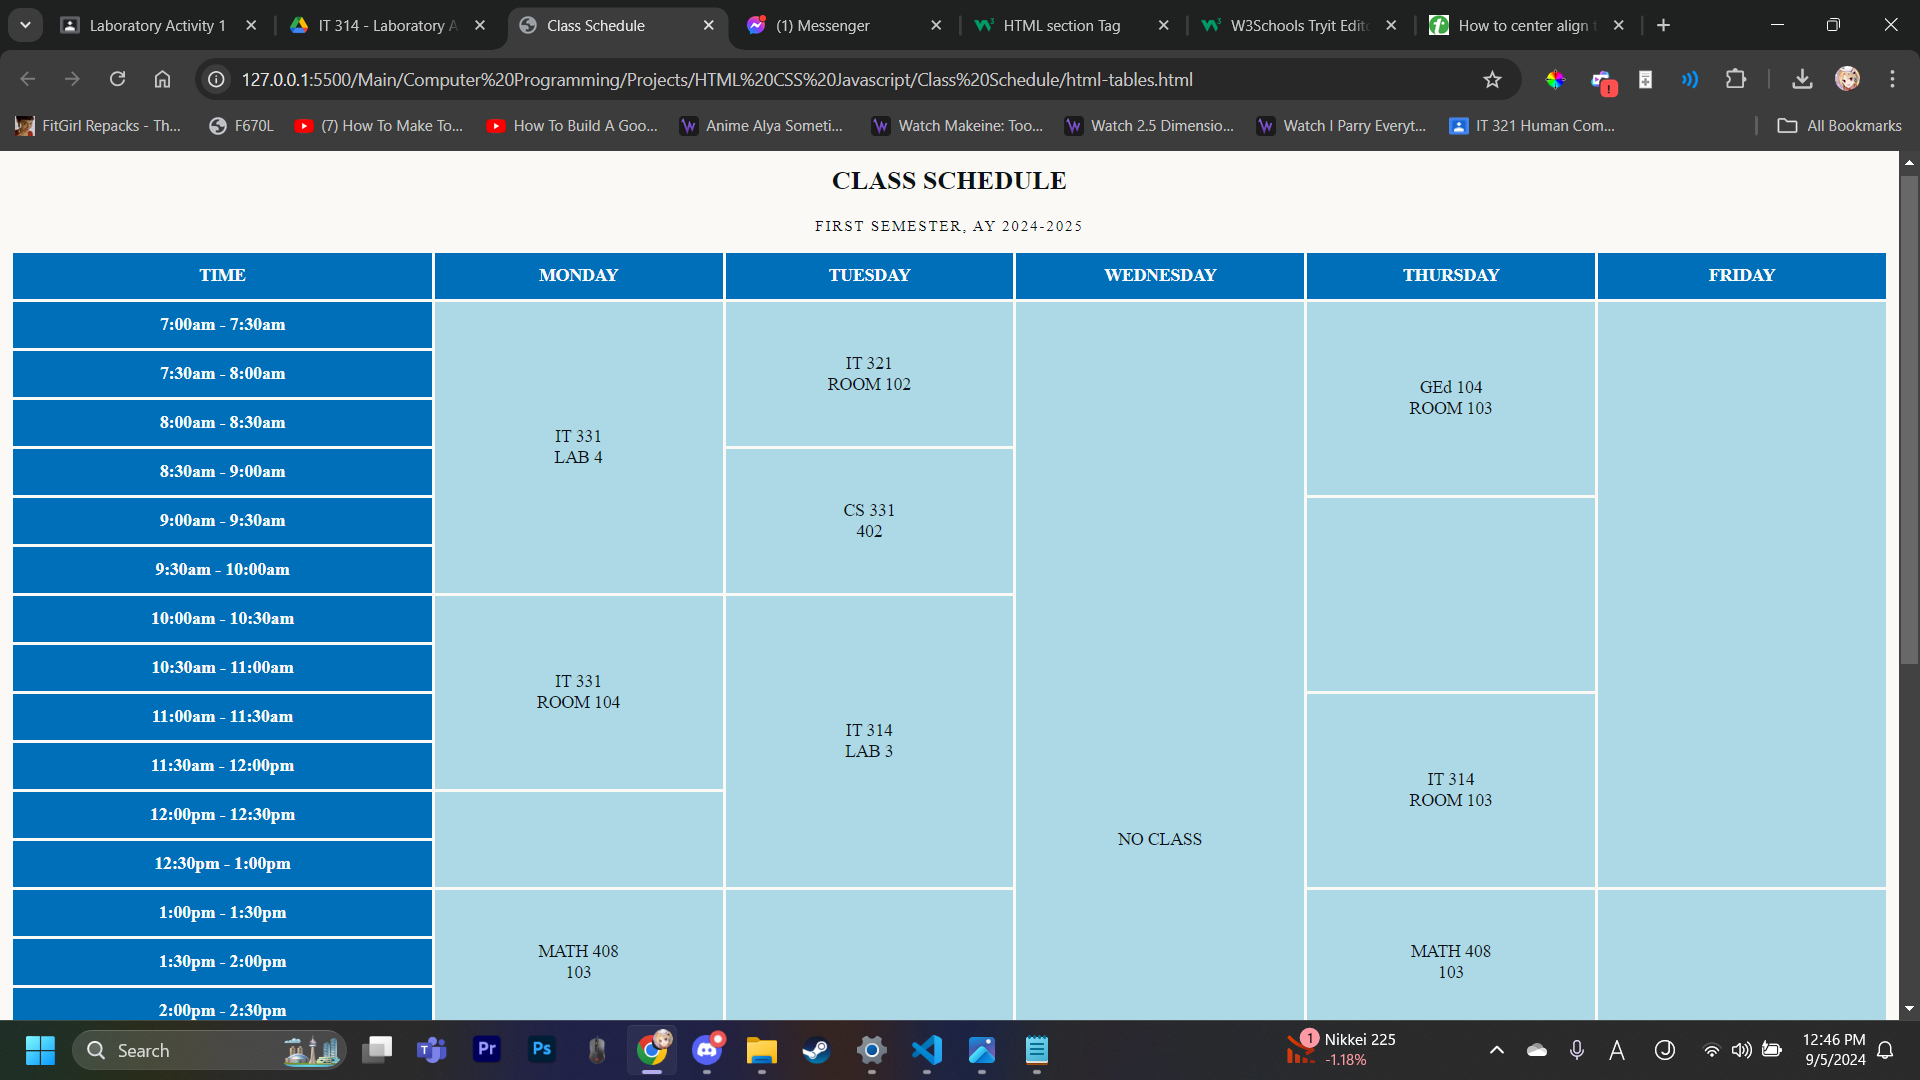 Laboratory Activity 1
IT 314 - Laboratory A
Class Schedule
(1) Messenger
HTML section Tag
W3Schools Tryit Edito
How to center align t
127.0.0.1:5500/Main/Computer%20Programming/Projects/HTML%20CSS%20Javascript/Class%20Schedule/html-tables.html
FitGirl Repacks - Th...
F670L
(7) How To Make To...
How To Build A Goo...
Anime Alya Someti...
Watch Makeine: Too...
Watch 2.5 Dimensio...
Watch I Parry Everyt...
IT 321 Human Com...
All Bookmarks
CLASS SCHEDULE
FIRST SEMESTER, AY 2024-2025
TIME MONDAY TUESDAY WEDNESDAY THURSDAY FRIDAY
7:00am - 7:30am
7:30am - 8:00am
8:00am - 8:30am
8:30am - 9:00am
9:00am - 9:30am
9:30am - 10:00am
10:00am - 10:30am
10:30am - 11:00am
11:00am - 11:30am
11:30am - 12:00pm
12:00pm - 12:30pm
12:30pm - 1:00pm
1:00pm - 1:30pm
1:30pm - 2:00pm
2:00pm - 2:30pm
IT 331
LAB 4
IT 331
ROOM 104
MATH 408
103
IT 321
ROOM 102
CS 331
402
IT 314
LAB 3
NO CLASS
GEd 104
ROOM 103
IT 314
ROOM 103
MATH 408
103
Search
Pr
Ps
1
Nikkei 225
-1.18%
A
12:46 PM
9/5/2024